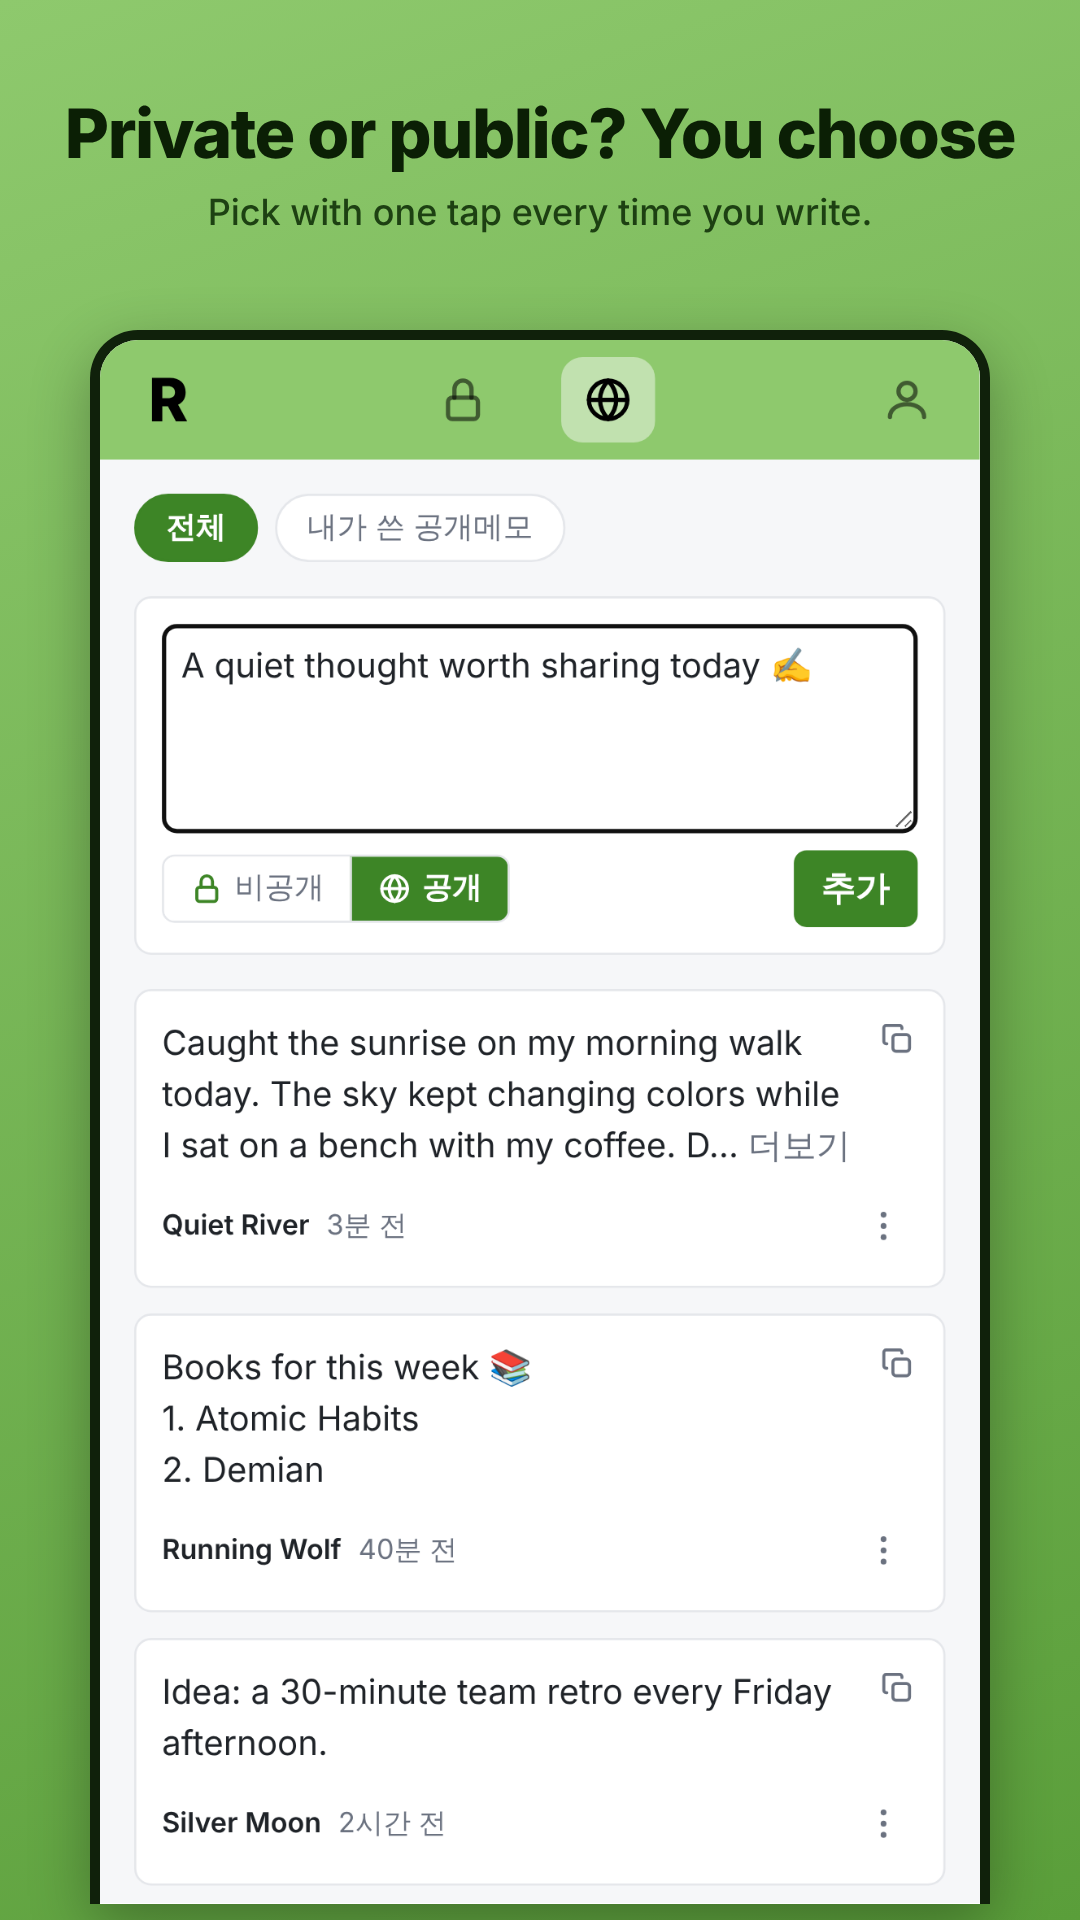 Private or public? You choose
Pick with one tap every time you write.
R
전체
내가 쓴 공개메모
A quiet thought worth sharing today ✍️
비공개
공개
추가
Caught the sunrise on my morning walk
today. The sky kept changing colors while
I sat on a bench with my coffee. D... 더보기
Quiet River 3분 전
Books for this week 📚
1. Atomic Habits
2. Demian
Running Wolf 40분 전
Idea: a 30-minute team retro every Friday
afternoon.
Silver Moon 2시간 전